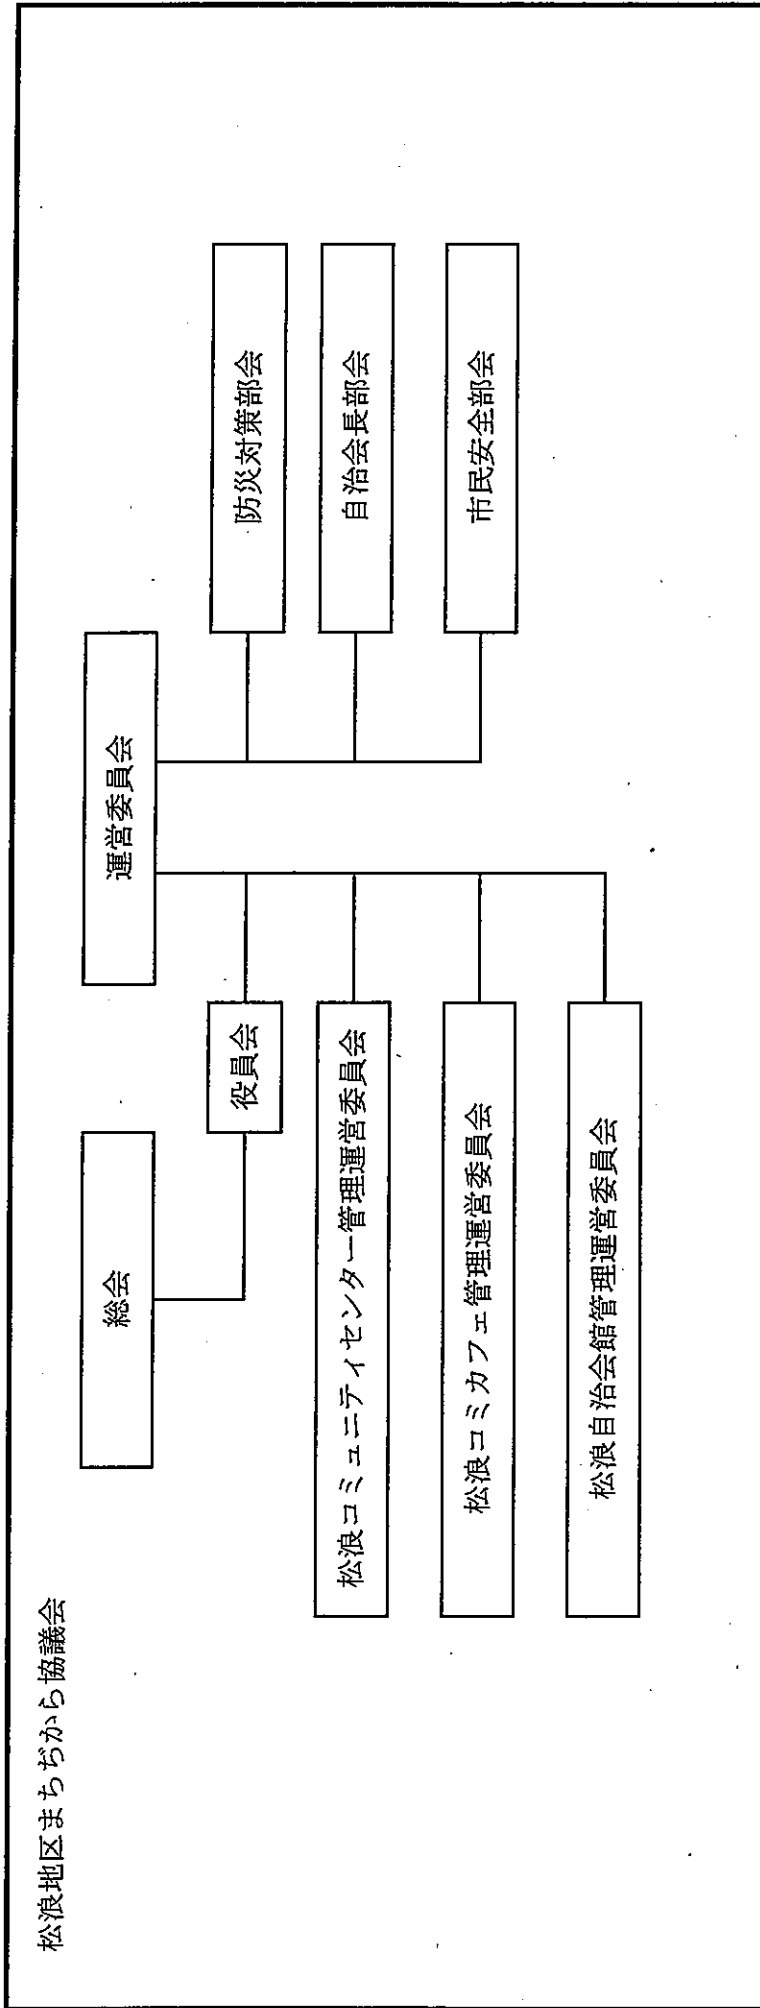 松浪地区まちぢから協議会
総会
運営委員会
役員会
防災対策部会
松浪コミュニティセンター管理運営委員会
自治会長部会
松浪コミカフェ管理運営委員会
市民安全部会
松浪自治会館管理運営委員会